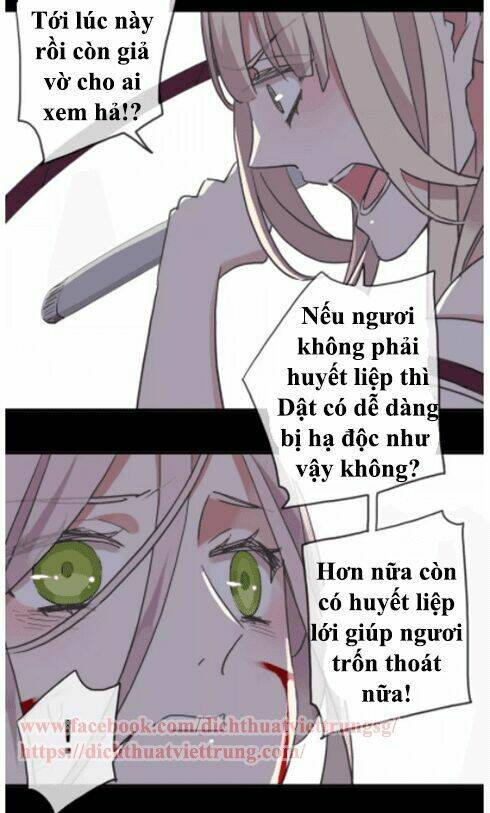 Tới lúc này
rồi còn giả
vờ cho ai
xem hả!?
Nếu ngươi
không phải
huyết liệp thì
Dật có dễ dàng
bị hạ độc như
vậy không?
Hơn nữa còn
có huyết liệp
lới giúp ngươi
trốn thoát
nữa!
...!
www.facebook.com/dichthuatviettrungsg/
https://dichthuatviettrung.com/